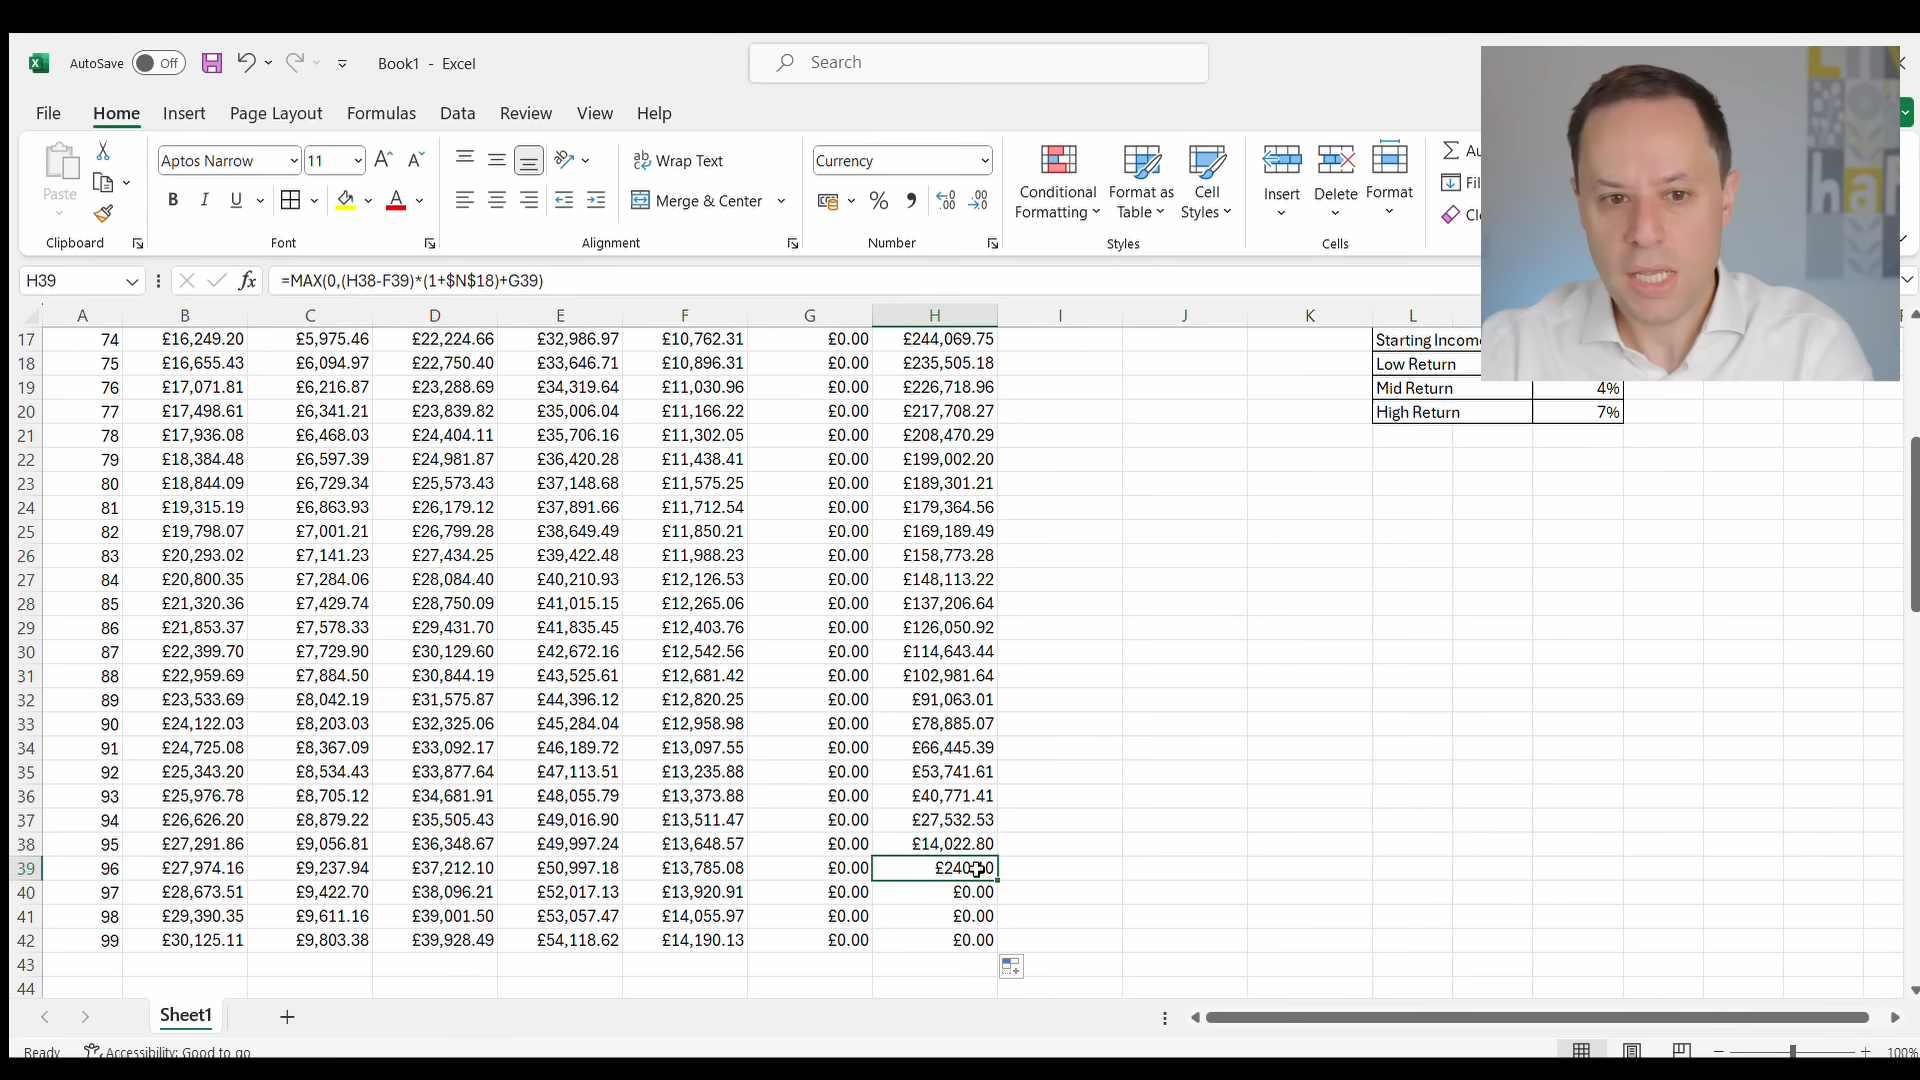 AutoSave Off Book1 - Excel Search
File Home Insert Page Layout Formulas Data Review View Help
Paste
Clipboard
Aptos Narrow 11
B I U
Font
Wrap Text
Merge & Center
Alignment
Currency
Number
Conditional Formatting
Format as Table
Cell Styles
Styles
Insert
Delete
Format
Cells
H39 fx =MAX(0,(H38-F39)*(1+$N$18)+G39)
A B C D E F G H I J K L
17 74 £16,249.20 £5,975.46 £22,224.66 £32,986.97 £10,762.31 £0.00 £244,069.75
18 75 £16,655.43 £6,094.97 £22,750.40 £33,646.71 £10,896.31 £0.00 £235,505.18 Low Return
19 76 £17,071.81 £6,216.87 £23,288.69 £34,319.64 £11,030.96 £0.00 £226,718.96 Mid Return 4%
20 77 £17,498.61 £6,341.21 £23,839.82 £35,006.04 £11,166.22 £0.00 £217,708.27 High Return 7%
21 78 £17,936.08 £6,468.03 £24,404.11 £35,706.16 £11,302.05 £0.00 £208,470.29
22 79 £18,384.48 £6,597.39 £24,981.87 £36,420.28 £11,438.41 £0.00 £199,002.20
23 80 £18,844.09 £6,729.34 £25,573.43 £37,148.68 £11,575.25 £0.00 £189,301.21
24 81 £19,315.19 £6,863.93 £26,179.12 £37,891.66 £11,712.54 £0.00 £179,364.56
25 82 £19,798.07 £7,001.21 £26,799.28 £38,649.49 £11,850.21 £0.00 £169,189.49
26 83 £20,293.02 £7,141.23 £27,434.25 £39,422.48 £11,988.23 £0.00 £158,773.28
27 84 £20,800.35 £7,284.06 £28,084.40 £40,210.93 £12,126.53 £0.00 £148,113.22
28 85 £21,320.36 £7,429.74 £28,750.09 £41,015.15 £12,265.06 £0.00 £137,206.64
29 86 £21,853.37 £7,578.33 £29,431.70 £41,835.45 £12,403.76 £0.00 £126,050.92
30 87 £22,399.70 £7,729.90 £30,129.60 £42,672.16 £12,542.56 £0.00 £114,643.44
31 88 £22,959.69 £7,884.50 £30,844.19 £43,525.61 £12,681.42 £0.00 £102,981.64
32 89 £23,533.69 £8,042.19 £31,575.87 £44,396.12 £12,820.25 £0.00 £91,063.01
33 90 £24,122.03 £8,203.03 £32,325.06 £45,284.04 £12,958.98 £0.00 £78,885.07
34 91 £24,725.08 £8,367.09 £33,092.17 £46,189.72 £13,097.55 £0.00 £66,445.39
35 92 £25,343.20 £8,534.43 £33,877.64 £47,113.51 £13,235.88 £0.00 £53,741.61
36 93 £25,976.78 £8,705.12 £34,681.91 £48,055.79 £13,373.88 £0.00 £40,771.41
37 94 £26,626.20 £8,879.22 £35,505.43 £49,016.90 £13,511.47 £0.00 £27,532.53
38 95 £27,291.86 £9,056.81 £36,348.67 £49,997.24 £13,648.57 £0.00 £14,022.80
39 96 £27,974.16 £9,237.94 £37,212.10 £50,997.18 £13,785.08 £0.00
40 97 £28,673.51 £9,422.70 £38,096.21 £52,017.13 £13,920.91 £0.00 £0.00
41 98 £29,390.35 £9,611.16 £39,001.50 £53,057.47 £14,055.97 £0.00 £0.00
42 99 £30,125.11 £9,803.38 £39,928.49 £54,118.62 £14,190.13 £0.00 £0.00
43
44
Sheet1
Ready Accessibility: Good to go 100%